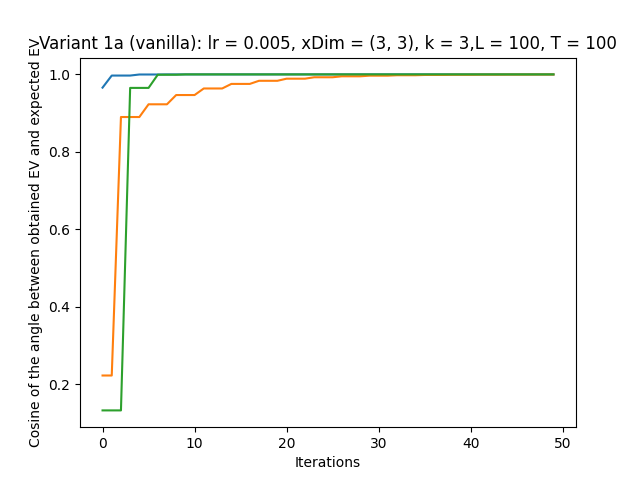 Variant 1a (vanilla): lr = 0.005, xDim = (3, 3), k = 3,L = 100, T = 100
Cosine of the angle between obtained EV and expected EV
1.0
0.8
0.6
0.4
0.2
0 10 20 30 40 50
Iterations